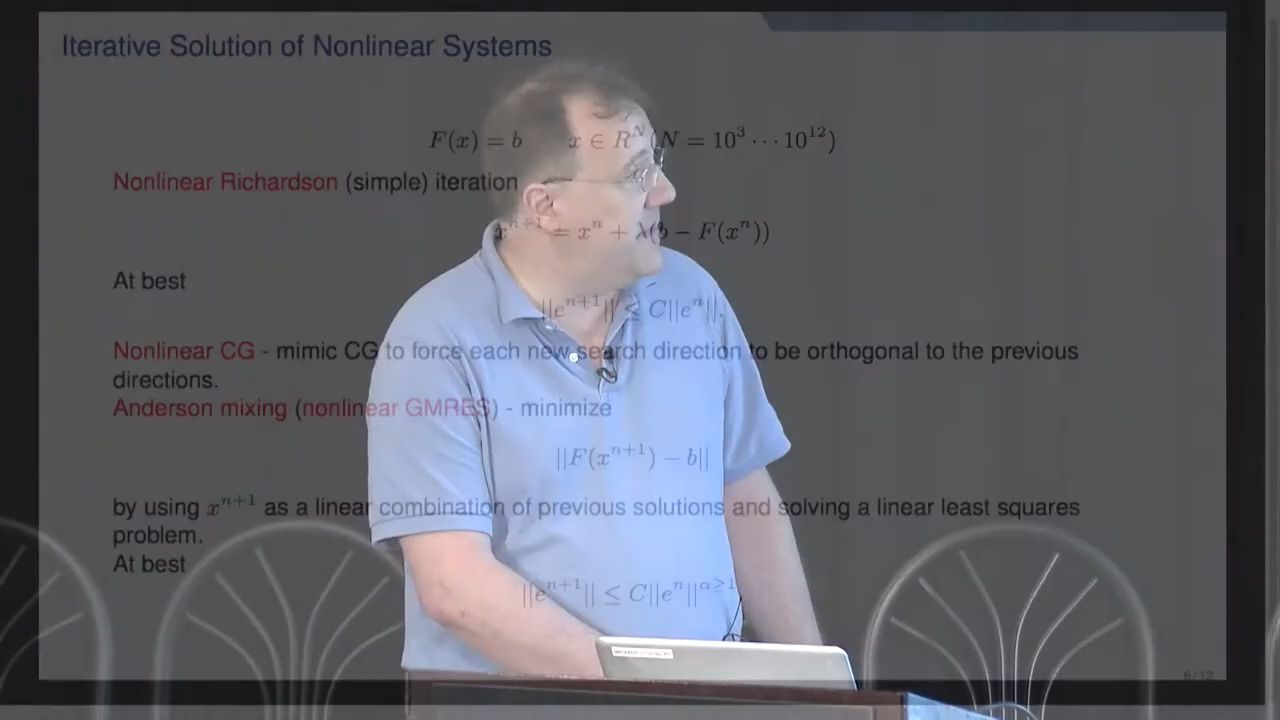 Iterative Solution of Nonlinear Systems
F(x) = b x ∈ R^N (N = 10^3 ⋯ 10^12)
Nonlinear Richardson (simple) iteration
x^{n+1} = x^n + λ(b − F(x^n))
At best
||e^{n+1}|| ≤ C||e^n||.
Nonlinear CG - mimic CG to force each new search direction to be orthogonal to the previous
directions.
Anderson mixing (nonlinear GMRES) - minimize
||F(x^{n+1}) − b||
by using x^{n+1} as a linear combination of previous solutions and solving a linear least squares
problem.
At best
||e^{n+1}|| ≤ C||e^n||^{α≥1}
6/12